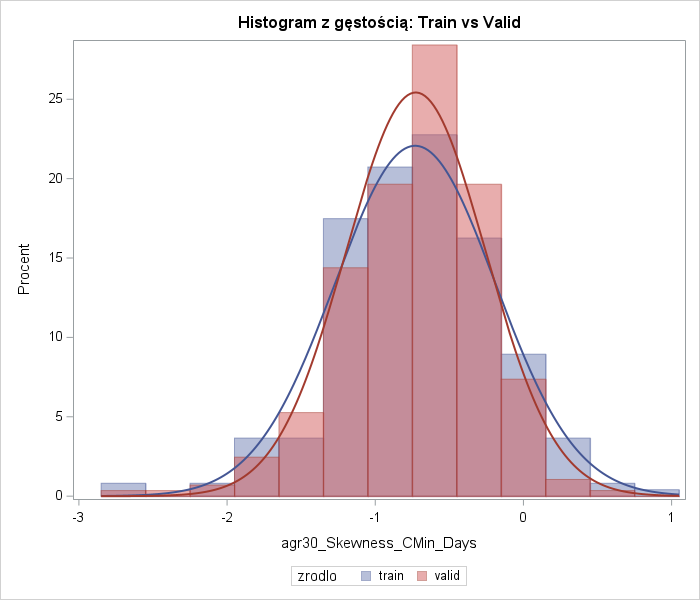 Histogram z gęstością: Train vs Valid
25
20
15
10
5
0
Procent
-3
-2
-1
0
1
agr30_Skewness_CMin_Days
zrodlo train valid